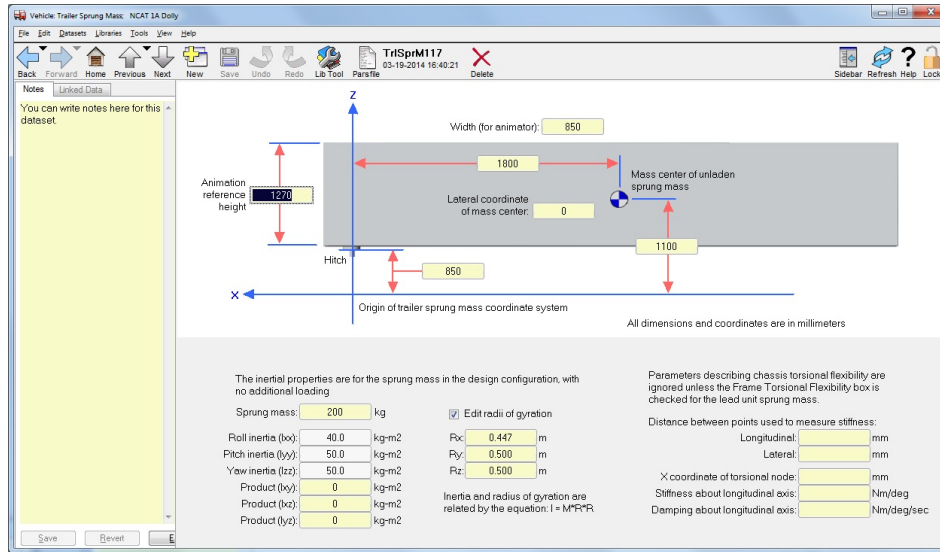 Vehicle: Trailer Sprung Mass; NCAT 1A Dolly
File Edit Datasets Libraries Tools View Help
Back Forward Home Previous Next New Save Undo Redo Lib Tool Parsfile
TrlSprM117
03-19-2014 16:40:21
Delete
Sidebar Refresh Help Lock
Notes Linked Data
You can write notes here for this
dataset.
Z
Width (for animator): 850
1800
Mass center of unladen
sprung mass
Animation
reference
height
1270
Lateral coordinate
of mass center: 0
1100
Hitch
850
X
Origin of trailer sprung mass coordinate system
All dimensions and coordinates are in millimeters
The inertial properties are for the sprung mass in the design configuration, with
no additional loading
Sprung mass: 200 kg
Edit radii of gyration
Roll inertia (Ixx): 40.0 kg-m2
Rx: 0.447 m
Pitch inertia (Iyy): 50.0 kg-m2
Ry: 0.500 m
Yaw inertia (Izz): 50.0 kg-m2
Rz: 0.500 m
Product (Ixy): 0 kg-m2
Product (Ixz): 0 kg-m2
Product (Iyz): 0 kg-m2
Inertia and radius of gyration are
related by the equation: I = M*R*R
Parameters describing chassis torsional flexibility are
ignored unless the Frame Torsional Flexibility box is
checked for the lead unit sprung mass.
Distance between points used to measure stiffness:
Longitudinal: mm
Lateral: mm
X coordinate of torsional node: mm
Stiffness about longitudinal axis: Nm/deg
Damping about longitudinal axis: Nm/deg/sec
Save Revert E